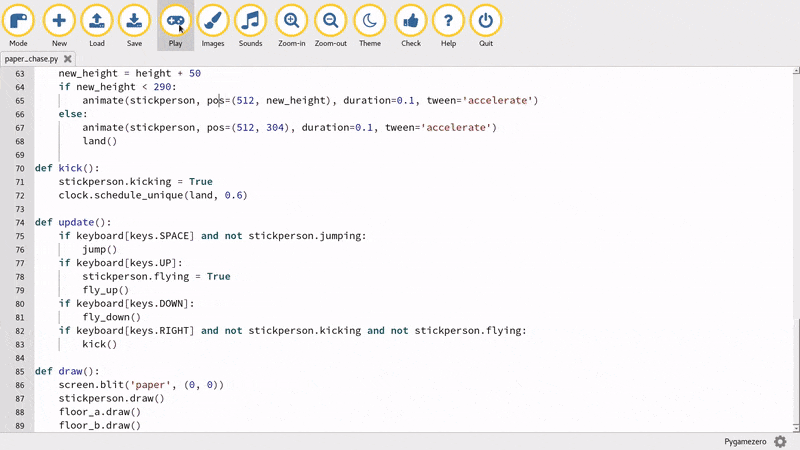 Mode New Load Save Play Images Sounds Zoom-in Zoom-out Theme Check Help Quit
paper_.chase.py
63 new_height = height + 50
64 if new_height < 290:
65 animate(stickperson, pos=(512, new_height), duration=0.1, tween='accelerate')
66 else:
67 animate(stickperson, pos=(512, 304), duration=0.1, tween='accelerate')
68 land()
69
70 def kick():
71 stickperson.kicking = True
72 clock.schedule_unique(land, 0.6)
73
74 def update():
75 if keyboard[keys.SPACE] and not stickperson.jumping:
76 jump()
77 if keyboard[keys.UP]:
78 stickperson.flying = True
79 fly_up()
80 if keyboard[keys.DOWN]:
81 fly_down()
82 if keyboard[keys.RIGHT] and not stickperson.kicking and not stickperson.flying:
83 kick()
84
85 def draw():
86 screen.blit('paper', (0, 0))
87 stickperson.draw()
88 floor_a.draw()
89 floor_b.draw()
Pygamezero